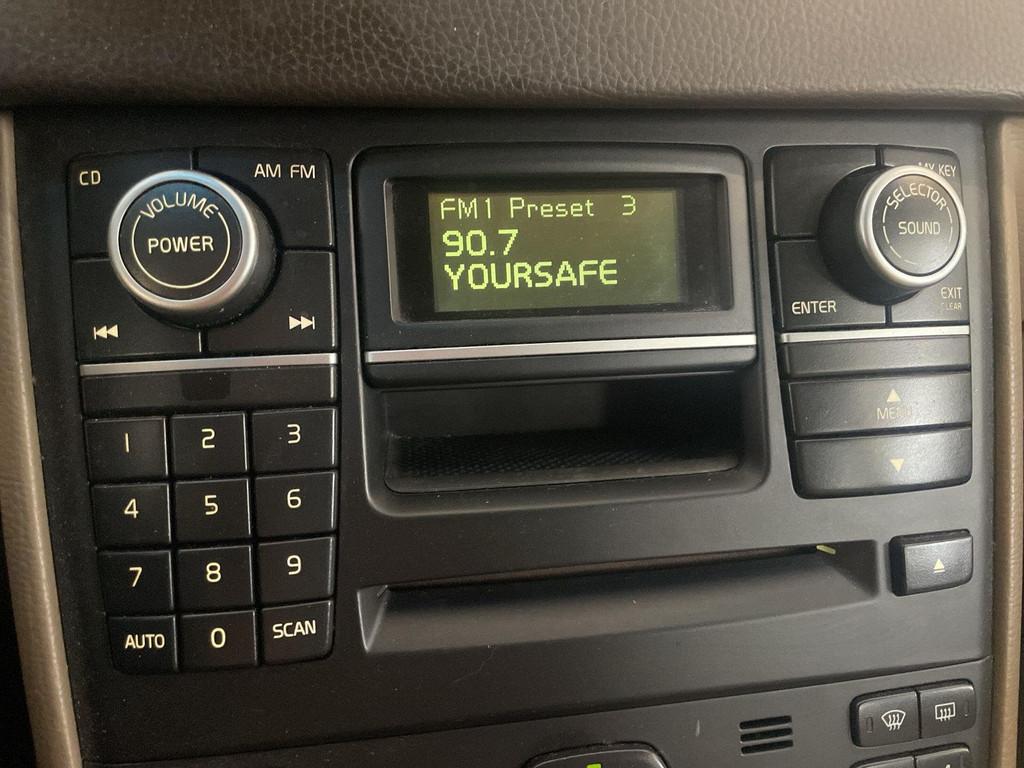 CD
AM FM
VOLUME
POWER
FM1 Preset 3
90.7
YOURSAFE
MY KEY
SELECTOR
SOUND
ENTER
EXIT
CLEAR
MENU
1 2 3
4 5 6
7 8 9
AUTO 0 SCAN